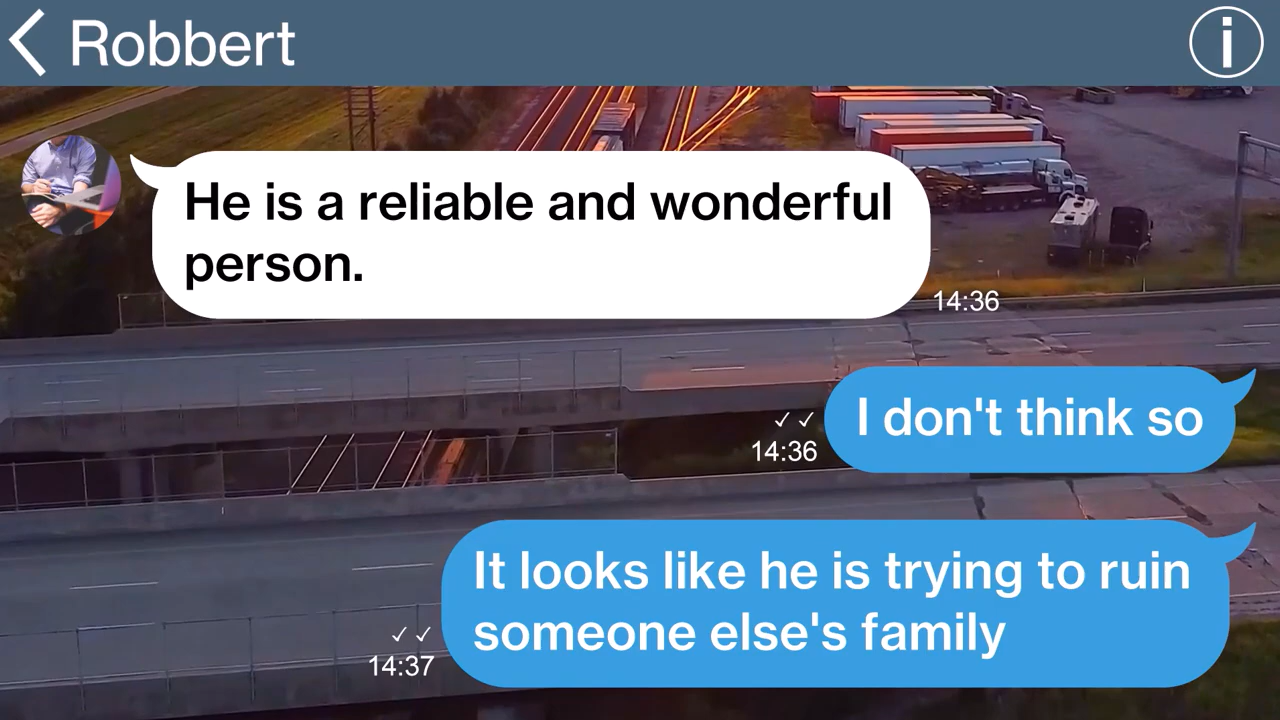 Robbert
He is a reliable and wonderful
person.
14:36
I don't think so
14:36
It looks like he is trying to ruin
someone else's family
14:37